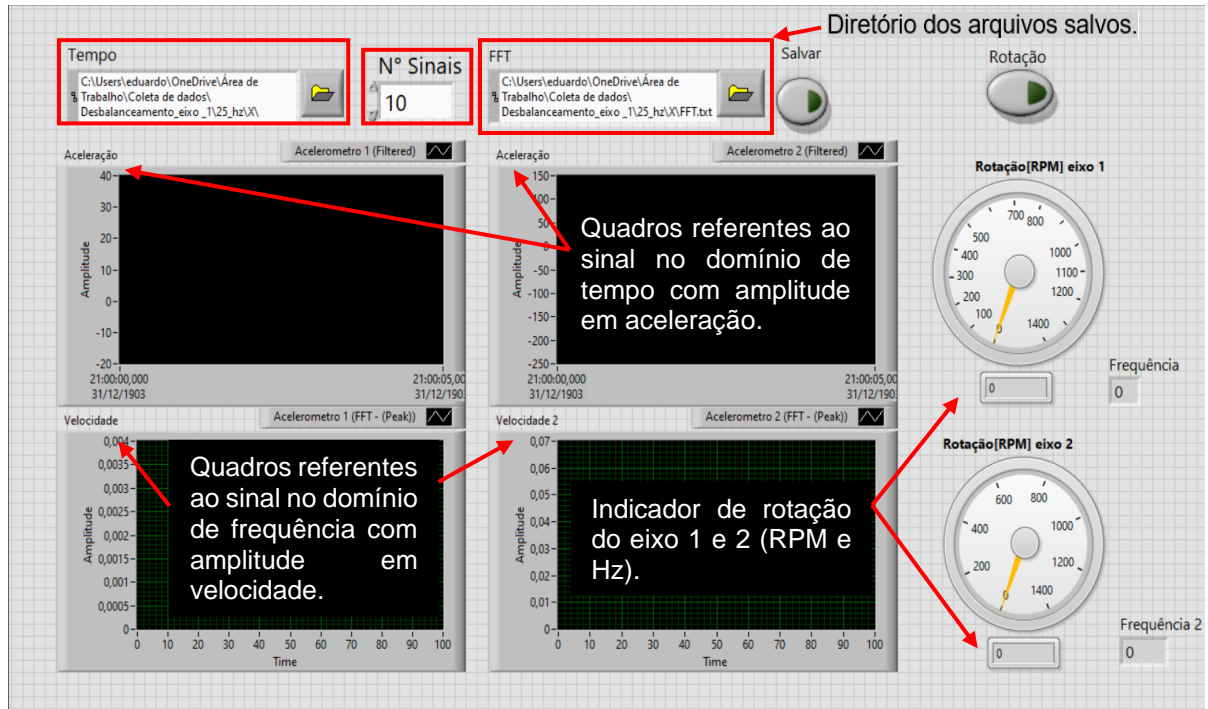 Diretório dos arquivos salvos.
Tempo
C:\Users\eduardo\OneDrive\Área de
Trabalho\Coleta de dados\
Desbalanceamento_eixo _1\25_hz\X\
N° Sinais
10
FFT
C:\Users\eduardo\OneDrive\Área de
Trabalho\Coleta de dados\
Desbalanceamento_eixo _1\25_hz\X\FFT.txt
Salvar
Rotação
Aceleração
Acelerometro 1 (Filtered)
40
30
20
10
0
-10
-20
Amplitude
21:00:00,000
31/12/1903
21:00:05,00
31/12/190
Aceleração
Acelerometro 2 (Filtered)
150
100
50
0
-50
-100
-150
-200
-250
Amplitude
21:00:00,000
31/12/1903
21:00:05,00
31/12/190
Quadros referentes ao
sinal no domínio de
tempo com amplitude
em aceleração.
Rotação[RPM] eixo 1
0
100
200
300
400
500
700
800
1000
1100
1200
1400
0
Frequência
0
Velocidade
Acelerometro 1 (FFT - (Peak))
0,004
0,0035
0,003
0,0025
0,002
0,0015
0,001
0,0005
0
Amplitude
0 10 20 30 40 50 60 70 80 90 100
Time
Quadros referentes
ao sinal no domínio
de frequência com
amplitude em
velocidade.
Velocidade 2
Acelerometro 2 (FFT - (Peak))
0,07
0,06
0,05
0,04
0,03
0,02
0,01
0
Amplitude
0 10 20 30 40 50 60 70 80 90 100
Time
Indicador de rotação
do eixo 1 e 2 (RPM e
Hz).
Rotação[RPM] eixo 2
0
200
400
600
800
1000
1200
1400
0
Frequência 2
0